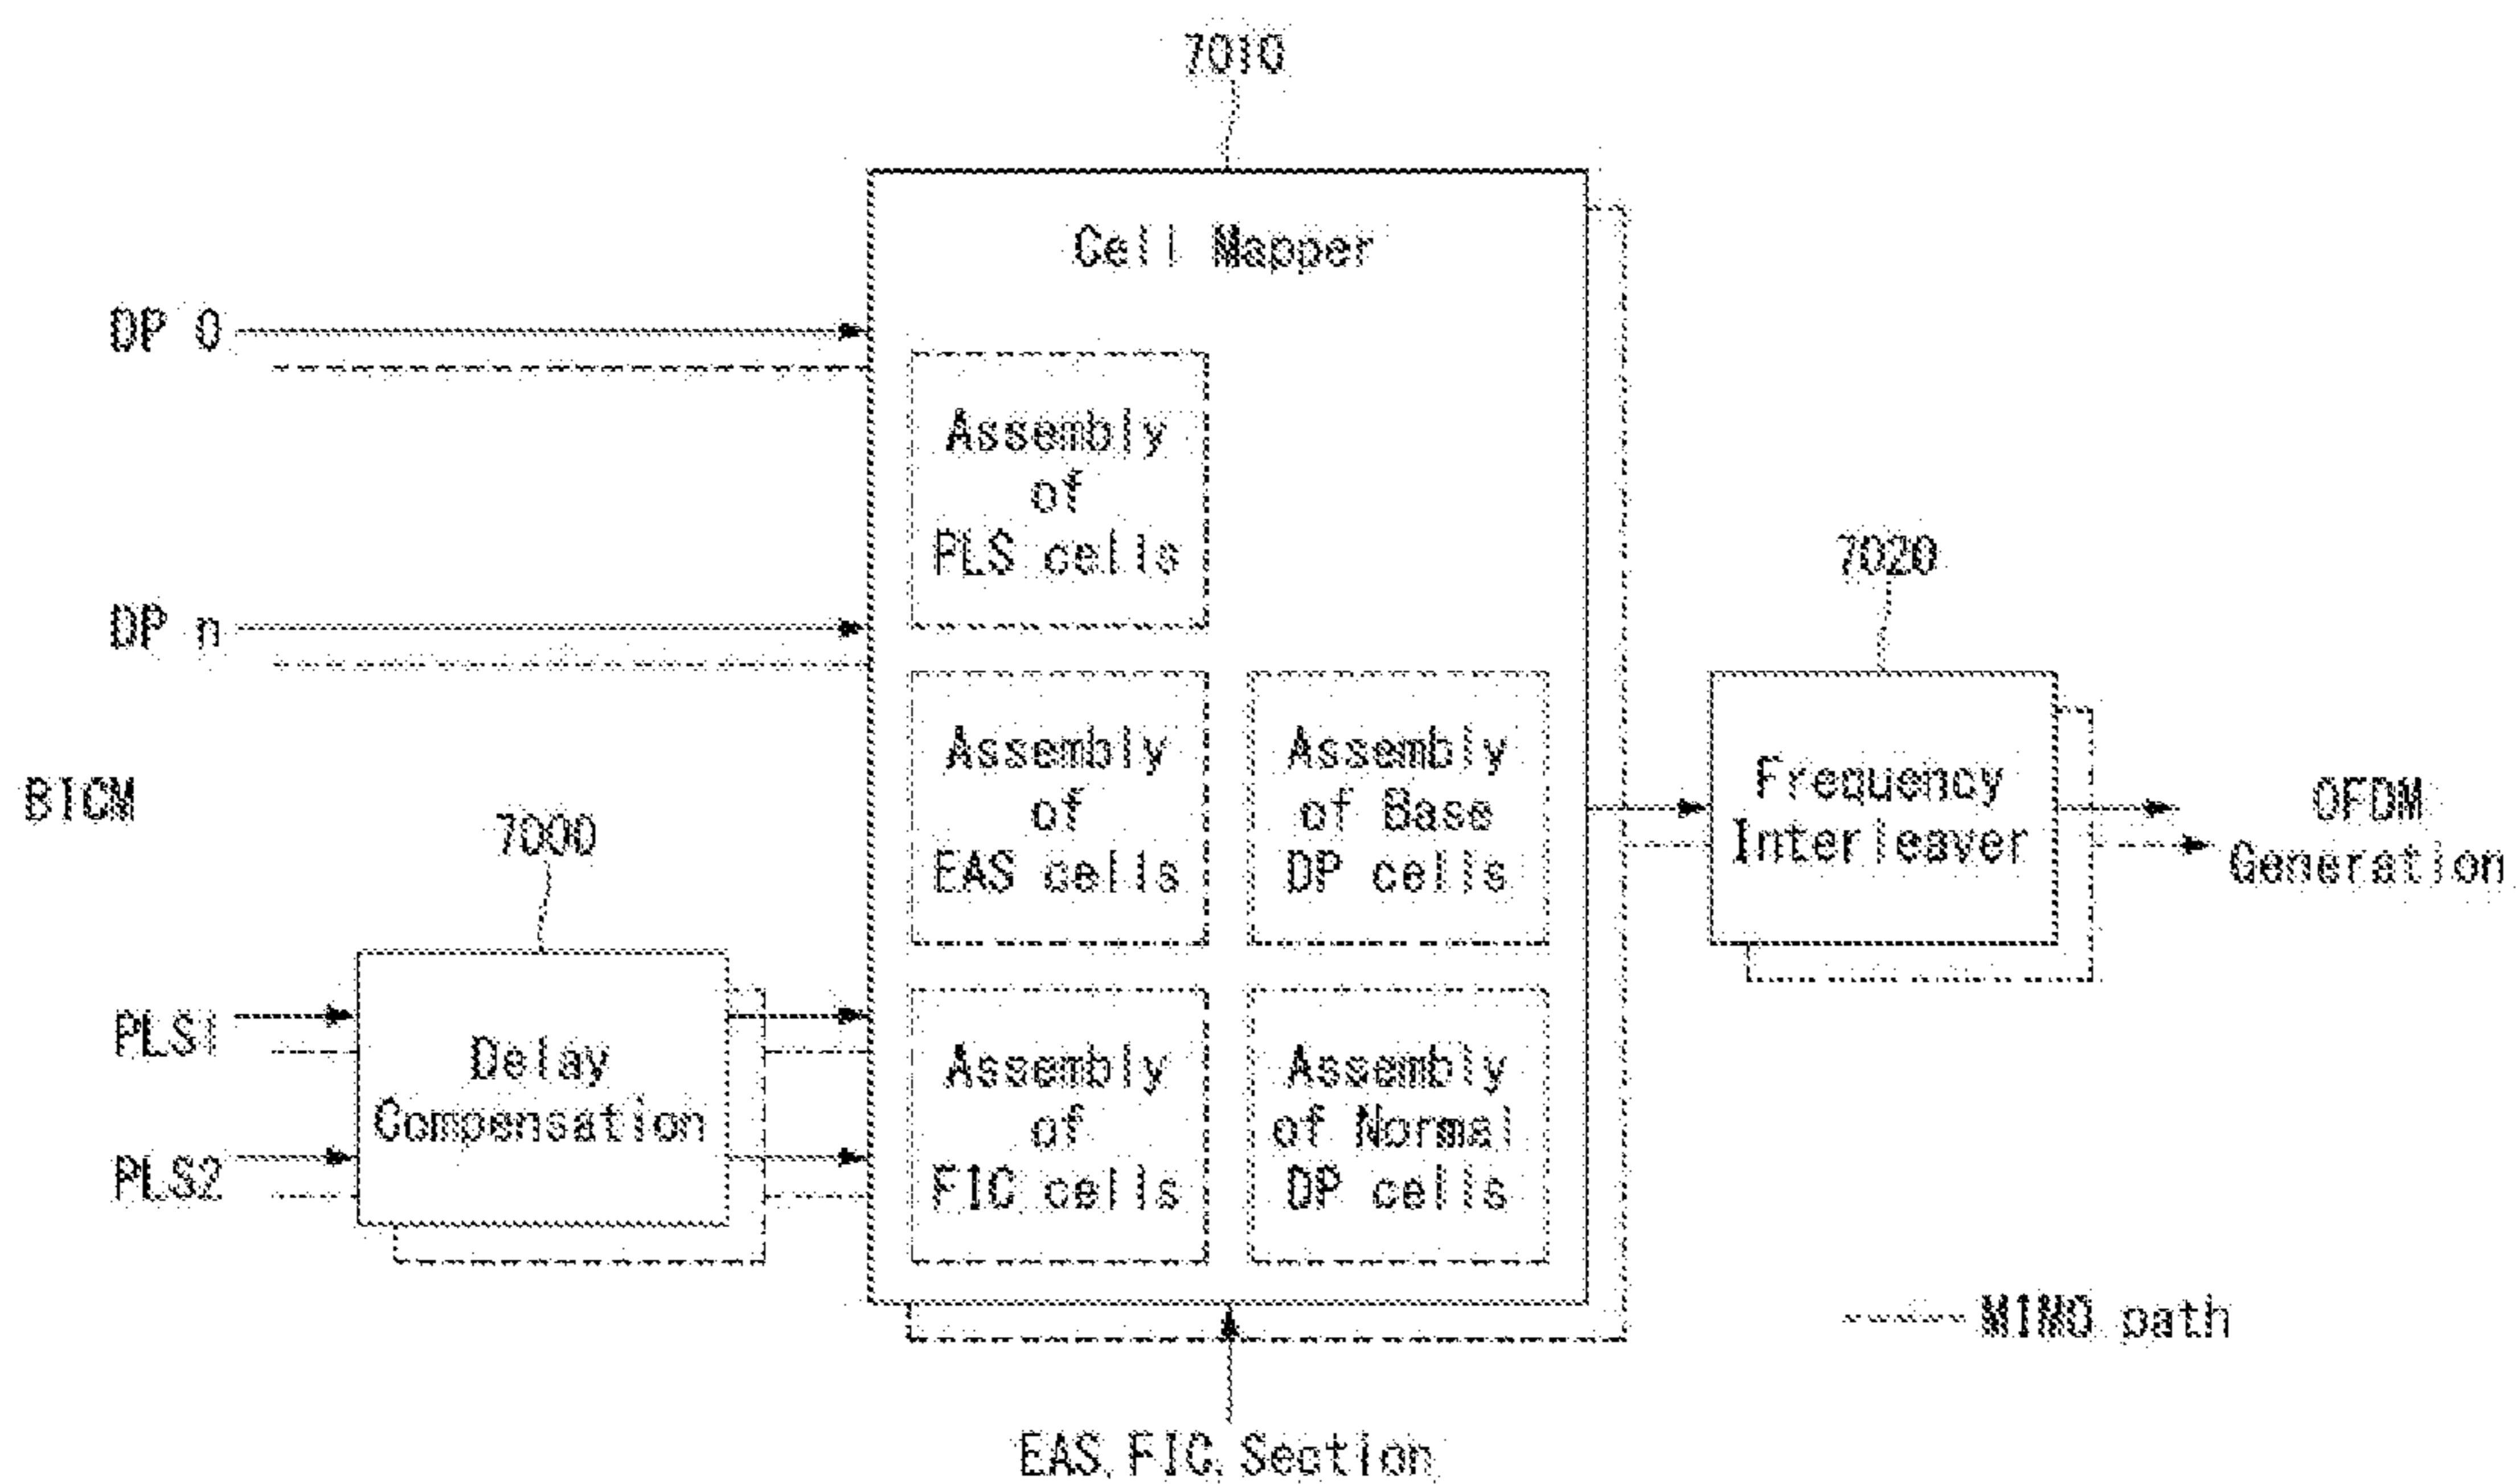 7010
Cell Mapper
DP 0
Assembly
of
PLS cells
DP n
7020
Assembly
of
EAS cells
Assembly
of Base
DP cells
Frequency
Interleaver
OFDM
Generation
BICM
7000
PLS1
PLS2
Delay
Compensation
Assembly
of
FIC cells
Assembly
of Normal
DP cells
MIMO path
EAS, FIC, Section